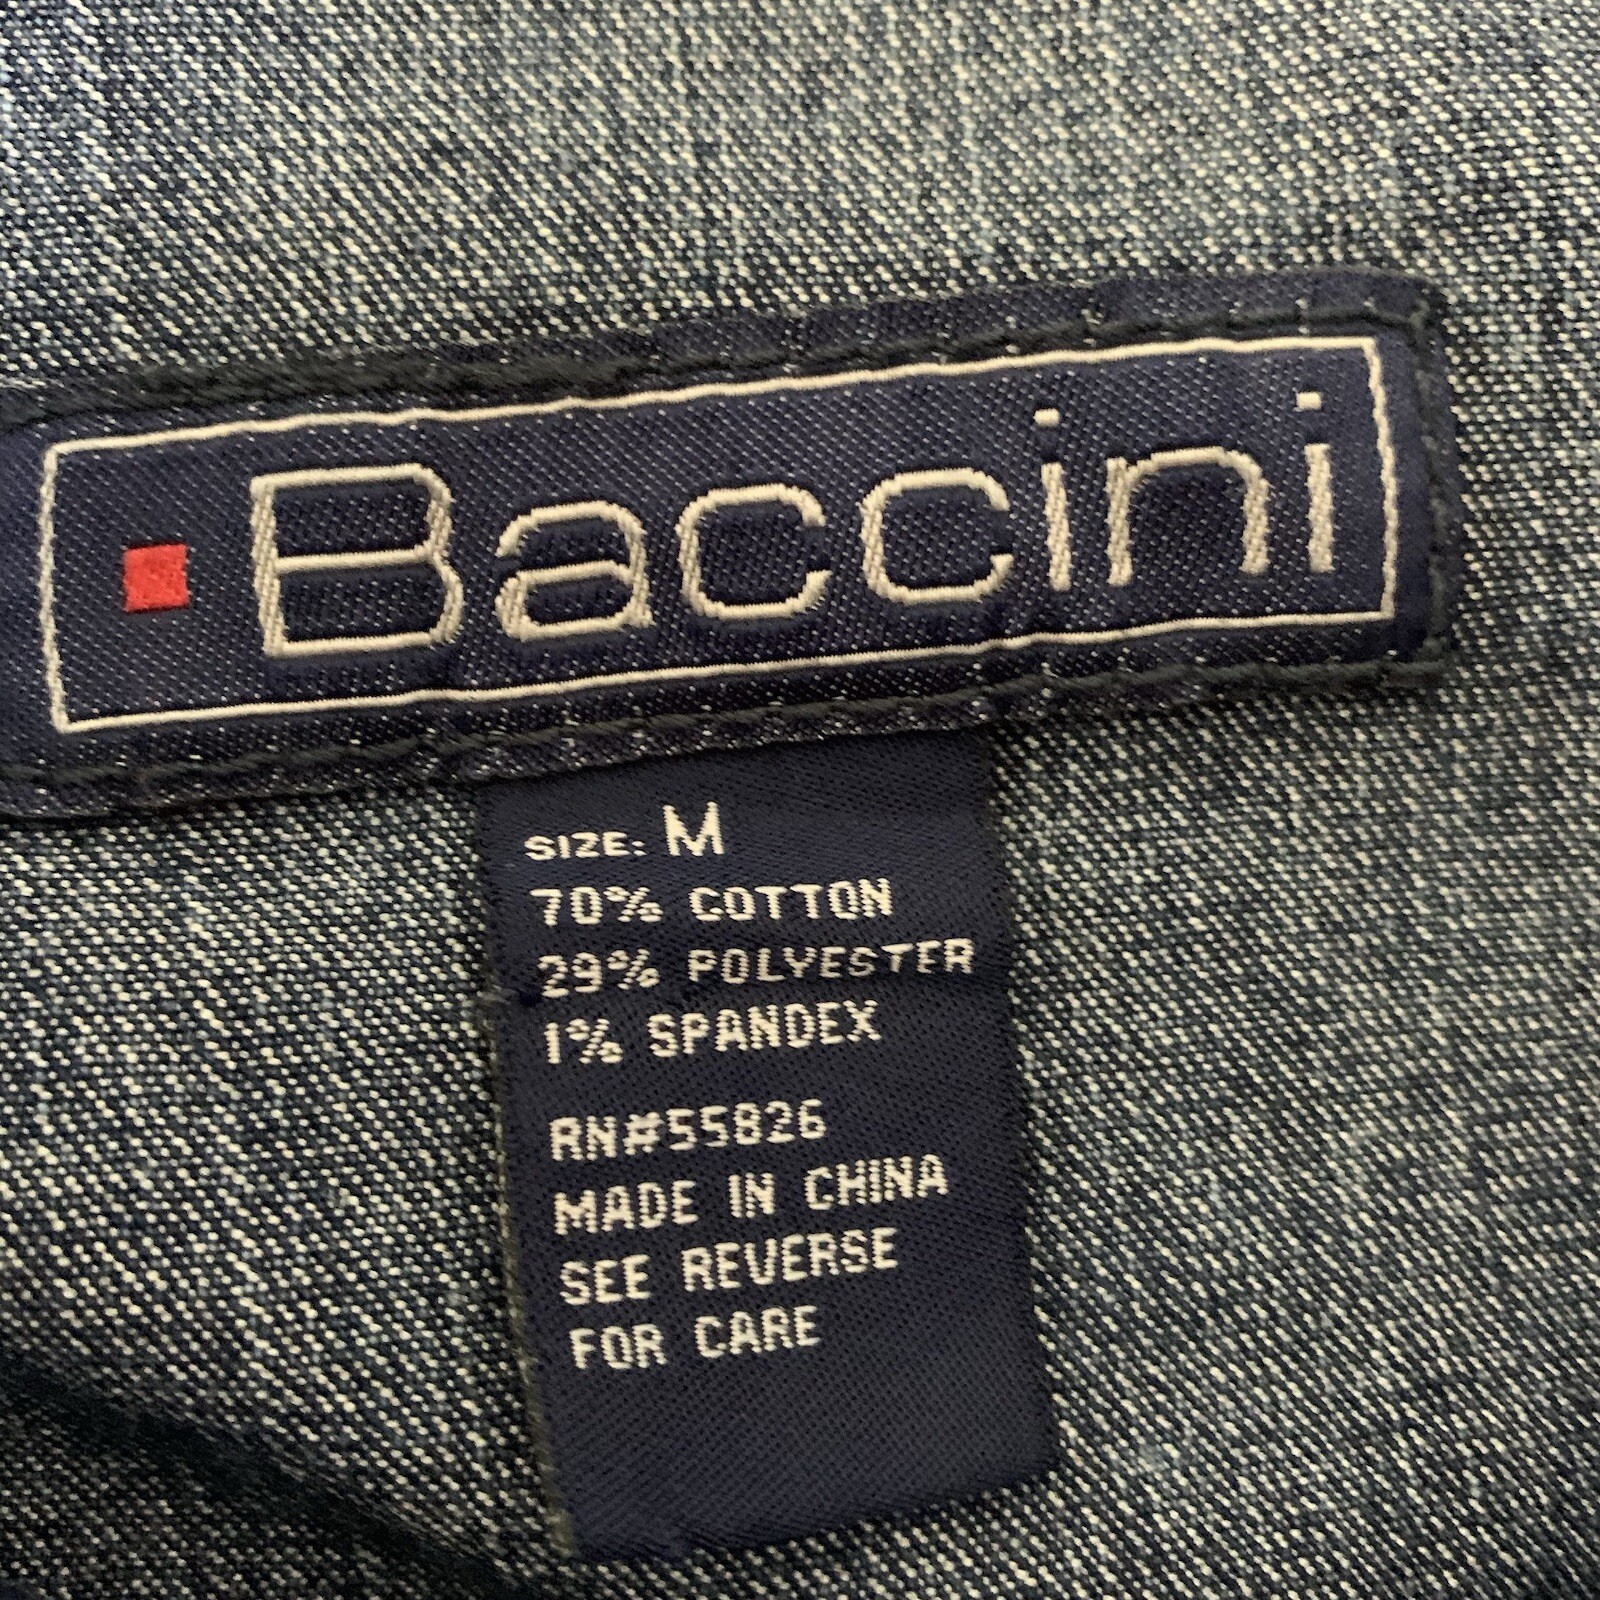 Baccini
SIZE: M
70% COTTON
29% POLYESTER
1% SPANDEX
RN#55826
MADE IN CHINA
SEE REVERSE
FOR CARE